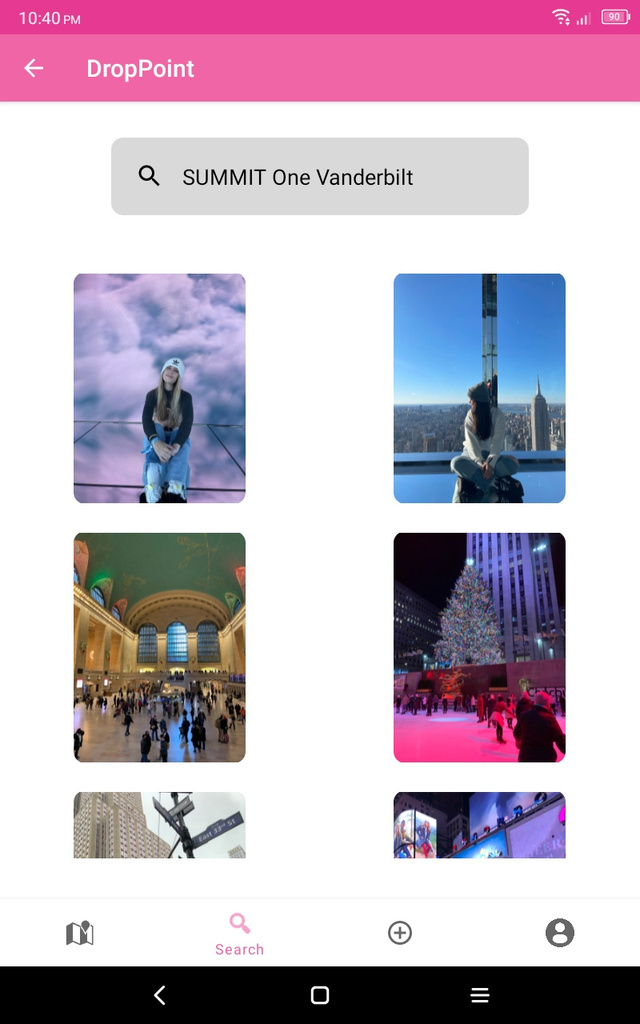 10:40 PM
90
DropPoint
SUMMIT One Vanderbilt
East 33rd St
Search